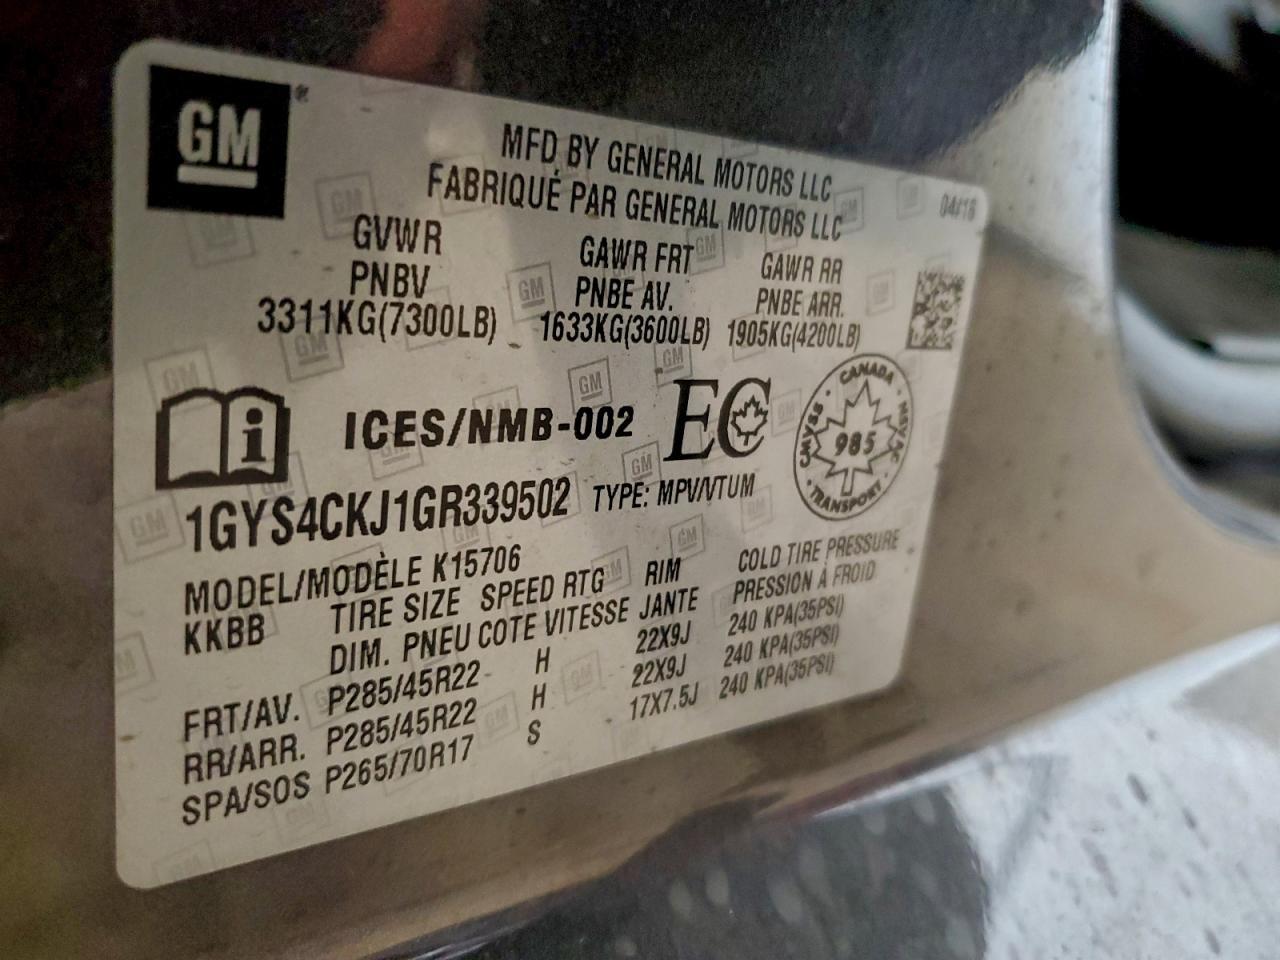 GM®
MFD BY GENERAL MOTORS LLC
FABRIQUÉ PAR GENERAL MOTORS LLC
04/16
GVWR GAWR FRT GAWR RR
PNBV PNBE AV. PNBE ARR.
3311KG(7300LB) 1633KG(3600LB) 1905KG(4200LB)
ICES/NMB-002 EC
CANADA
CMVSS 985 NSVAC
TRANSPORT
1GYS4CKJ1GR339502 TYPE: MPV/VTUM
MODEL/MODÈLE K15706
KKBB TIRE SIZE SPEED RTG RIM COLD TIRE PRESSURE
DIM. PNEU COTE VITESSE JANTE PRESSION À FROID
FRT/AV. P285/45R22 H 22X9J 240 KPA(35PSI)
RR/ARR. P285/45R22 H 22X9J 240 KPA(35PSI)
SPA/SOS P265/70R17 S 17X7.5J 240 KPA(35PSI)